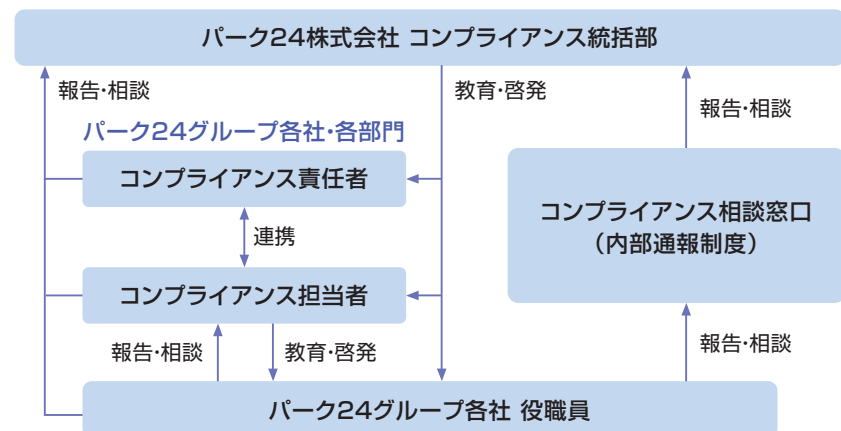 パーク24株式会社 コンプライアンス統括部
報告・相談
教育・啓発
報告・相談
パーク24グループ各社・各部門
コンプライアンス責任者
コンプライアンス相談窓口
（内部通報制度）
連携
コンプライアンス担当者
報告・相談
教育・啓発
報告・相談
パーク24グループ各社 役職員